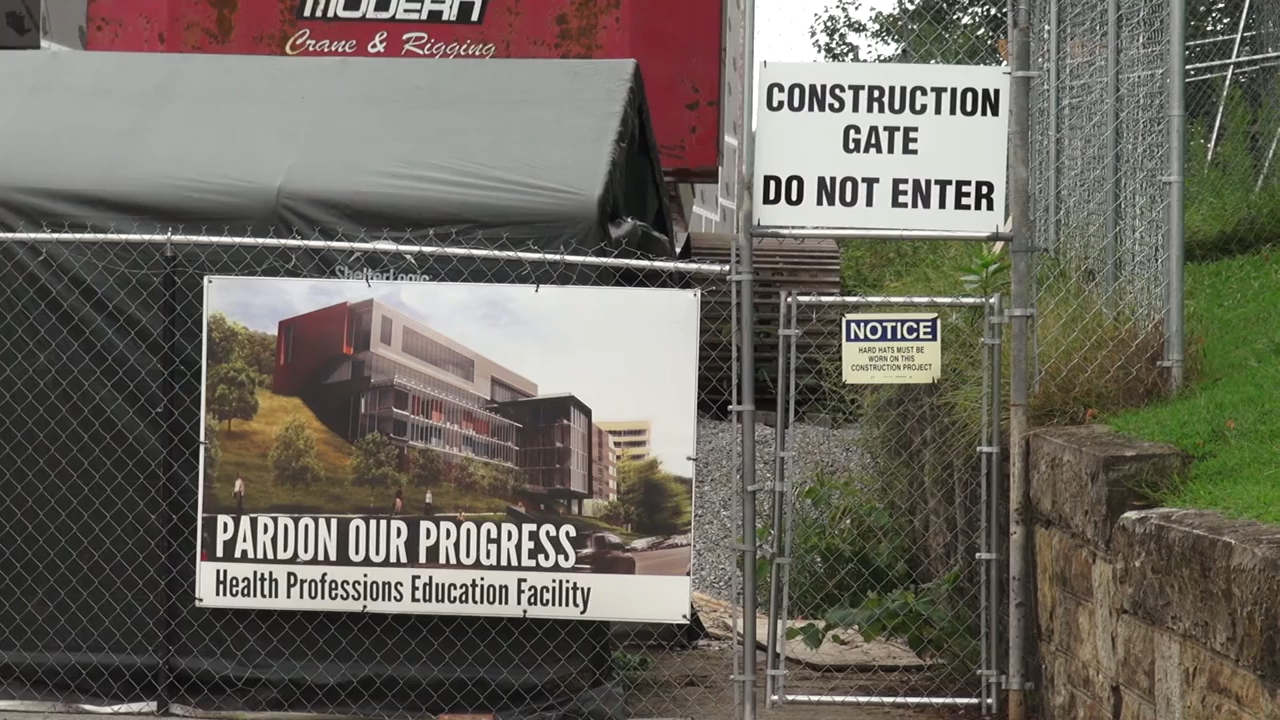 MODERN
Crane & Rigging
CONSTRUCTION
GATE
DO NOT ENTER
ShelterLogic
NOTICE
HARD HATS MUST BE
WORN ON THIS
CONSTRUCTION PROJECT
PARDON OUR PROGRESS
Health Professions Education Facility